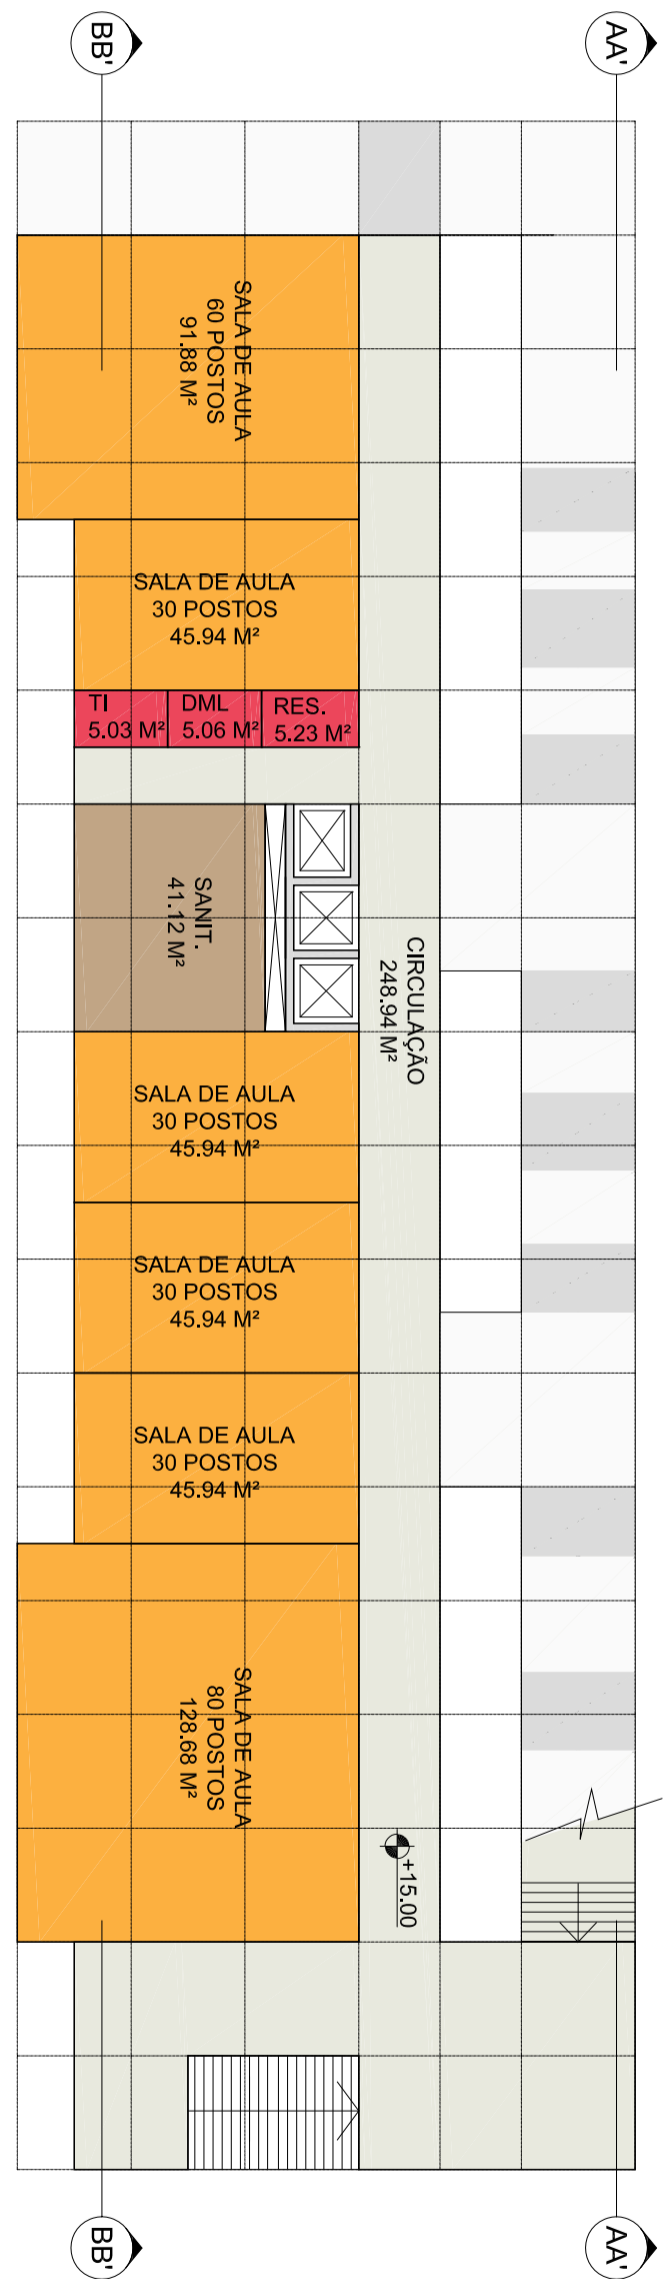 BB'
AA'
SALA DE AULA
60 POSTOS
91.88 M²
SALA DE AULA
30 POSTOS
45.94 M²
TI
5.03 M²
DML
5.06 M²
RES.
5.23 M²
SANIT.
41.12 M²
CIRCULAÇÃO
248.94 M²
SALA DE AULA
30 POSTOS
45.94 M²
SALA DE AULA
30 POSTOS
45.94 M²
SALA DE AULA
30 POSTOS
45.94 M²
SALA DE AULA
80 POSTOS
128.68 M²
+15.00
BB'
AA'